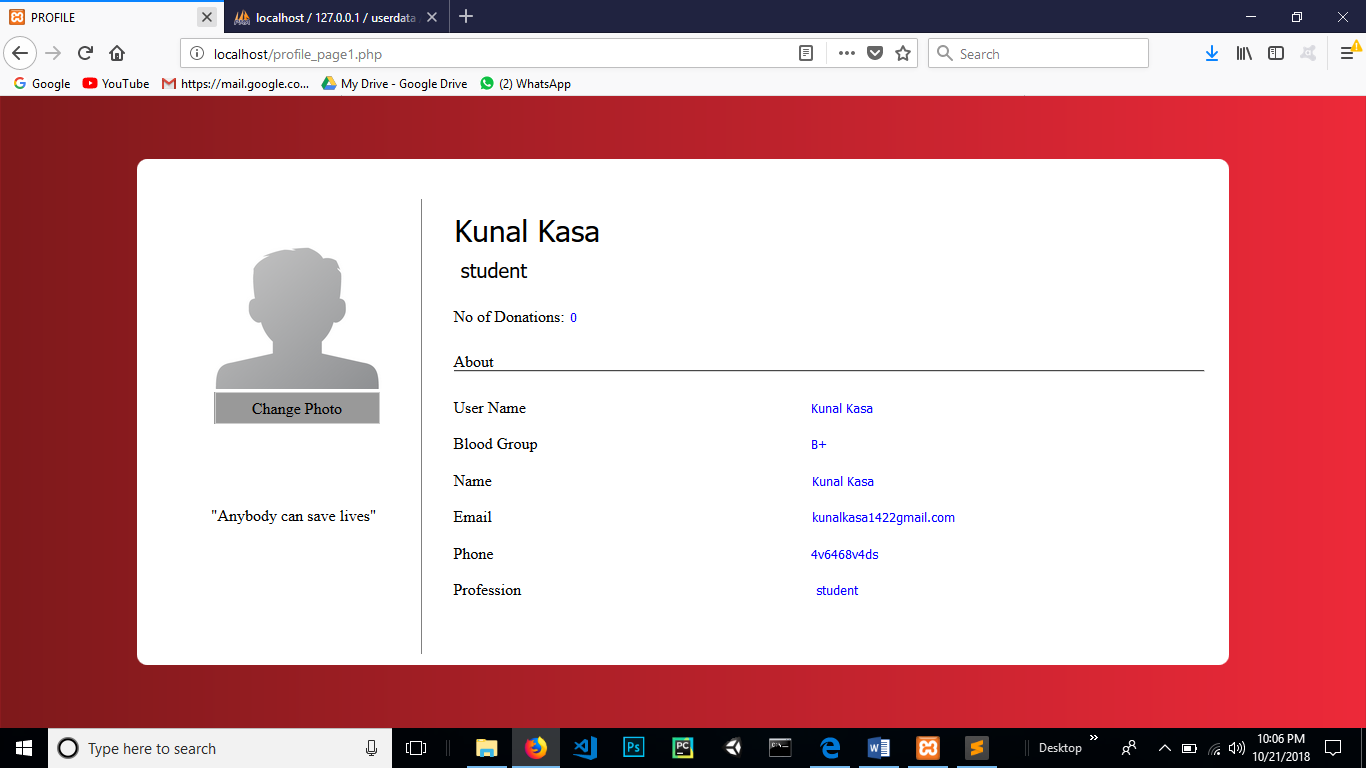 PROFILE
localhost / 127.0.0.1 / userdata
localhost/profile_page1.php
Search
Google
YouTube
https://mail.google.co...
My Drive - Google Drive
(2) WhatsApp
Kunal Kasa
student
No of Donations: 0
About
Change Photo
User Name Kunal Kasa
Blood Group B+
Name Kunal Kasa
"Anybody can save lives"
Email kunalkasa1422gmail.com
Phone 4v6468v4ds
Profession student
Type here to search
Ps
PC
Desktop
10:06 PM
10/21/2018